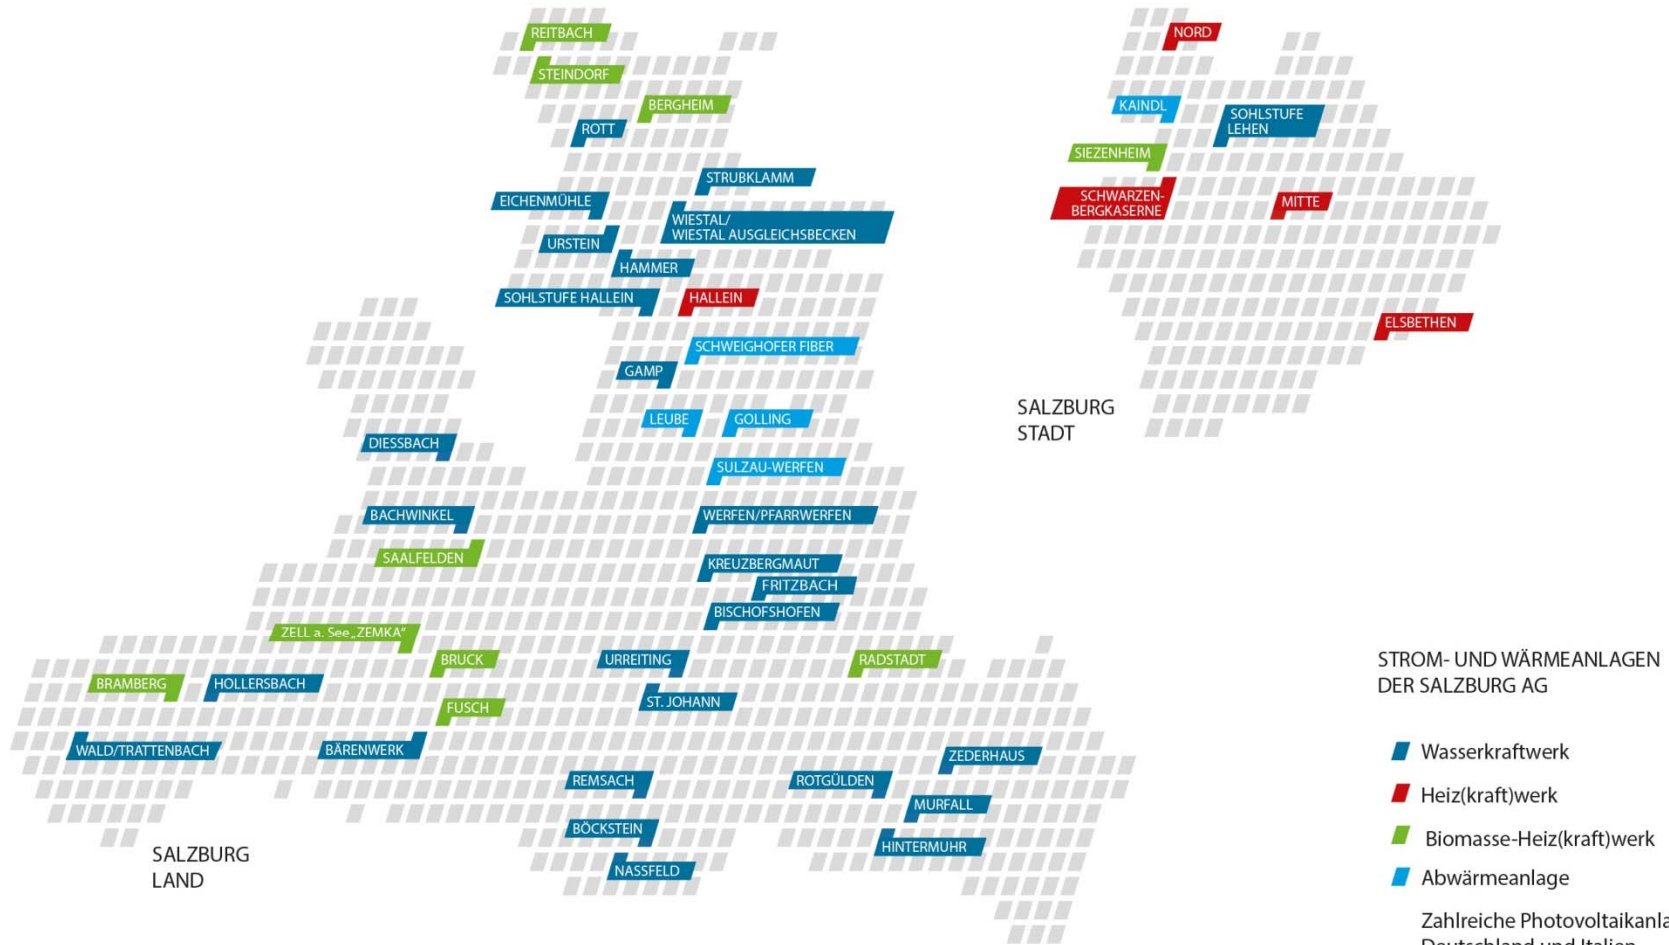 REITBACH
STEINDORF
BERGHEIM
ROTT
STRUBKLAMM
EICHENMÜHLE
WIESTAL/
WIESTAL AUSGLEICHSBECKEN
URSTEIN
HAMMER
SOHLSTUFE HALLEIN
HALLEIN
SCHWEIGHOFER FIBER
GAMP
LEUBE
GOLLING
DIESSBACH
SULZAU-WERFEN
BACHWINKEL
WERFEN/PFARRWERFEN
SAALFELDEN
KREUZBERGMAUT
FRITZBACH
BISCHOFSHOFEN
ZELL a. See „ZEMKA“
BRUCK
URREITING
RADSTADT
BRAMBERG
HOLLERSBACH
ST. JOHANN
FUSCH
WALD/TRATTENBACH
BÄRENWERK
ZEDERHAUS
REMSACH
ROTGÜLDEN
MURFALL
BÖCKSTEIN
HINTERMUHR
NASSFELD
SALZBURG
LAND
NORD
KAINDL
SOHLSTUFE
LEHEN
SIEZENHEIM
SCHWARZEN-
BERGKASERNE
MITTE
ELSBETHEN
SALZBURG
STADT
STROM- UND WÄRMEANLAGEN
DER SALZBURG AG
Wasserkraftwerk
Heiz(kraft)werk
Biomasse-Heiz(kraft)werk
Abwärmeanlage
Zahlreiche